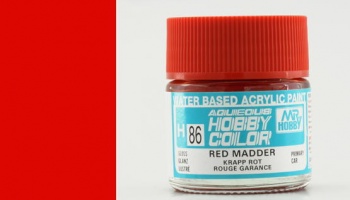 WATER BASED ACRYLIC PAINT
AQUEOUS
HOBBY
COLOR
MR
HOBBY
H 86
GLOSS
GLANZ
LUSTRE
RED MADDER
KRAPP ROT
ROUGE GARANCE
PRIMARY
CAR